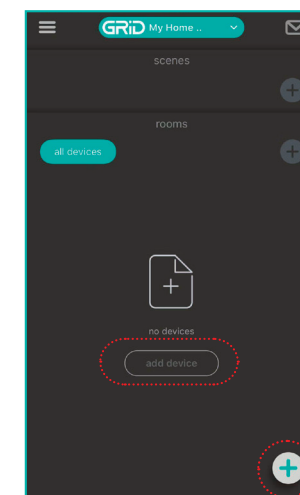 GRiD My Home ..
scenes
rooms
all devices
no devices
add device